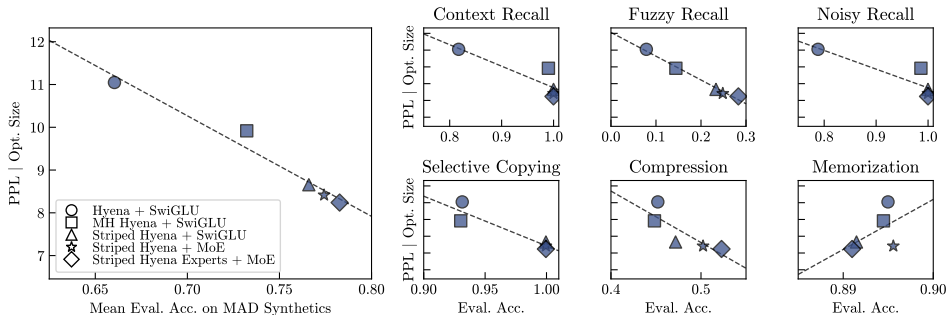 Context Recall
Fuzzy Recall
Noisy Recall
12
11
10
9
8
7
PPL | Opt. Size
0.65
0.70
0.75
0.80
Mean Eval. Acc. on MAD Synthetics
Hyena + SwiGLU
MH Hyena + SwiGLU
Striped Hyena + SwiGLU
Striped Hyena + MoE
Striped Hyena Experts + MoE
PPL | Opt. Size
0.8
0.9
1.0
0.0
0.1
0.2
0.3
0.8
0.9
1.0
Selective Copying
Compression
Memorization
PPL | Opt. Size
0.90
0.95
1.00
0.4
0.5
0.89
0.90
Eval. Acc.
Eval. Acc.
Eval. Acc.